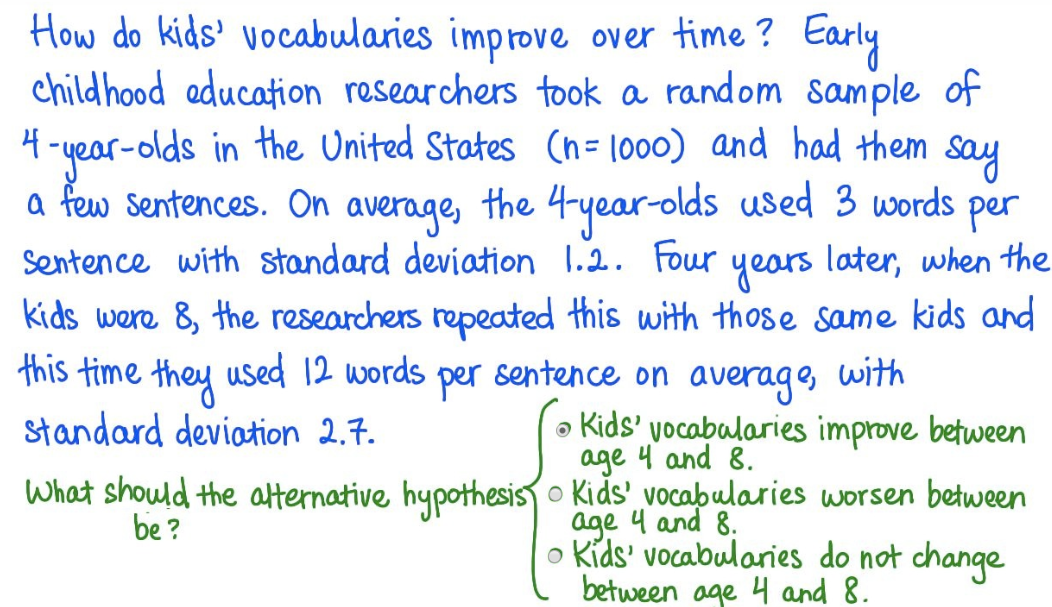 How do kids' vocabularies improve over time? Early
childhood education researchers took a random sample of
4-year-olds in the United States (n=1000) and had them say
a few sentences. On average, the 4-year-olds used 3 words per
sentence with standard deviation 1.2. Four years later, when the
kids were 8, the researchers repeated this with those same kids and
this time they used 12 words per sentence on average, with
standard deviation 2.7.
What should the alternative hypothesis
be?
Kids' vocabularies improve between
age 4 and 8.
Kids' vocabularies worsen between
age 4 and 8.
Kids' vocabularies do not change
between age 4 and 8.